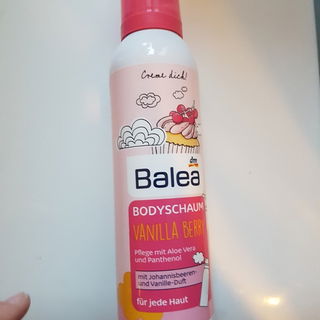 Creme dich!
dm
Balea
BODYSCHAUM
VANILLA BERRY
Pflege mit Aloe Vera
und Panthenol
mit Johannisbeeren-
und Vanille-Duft
für jede Haut